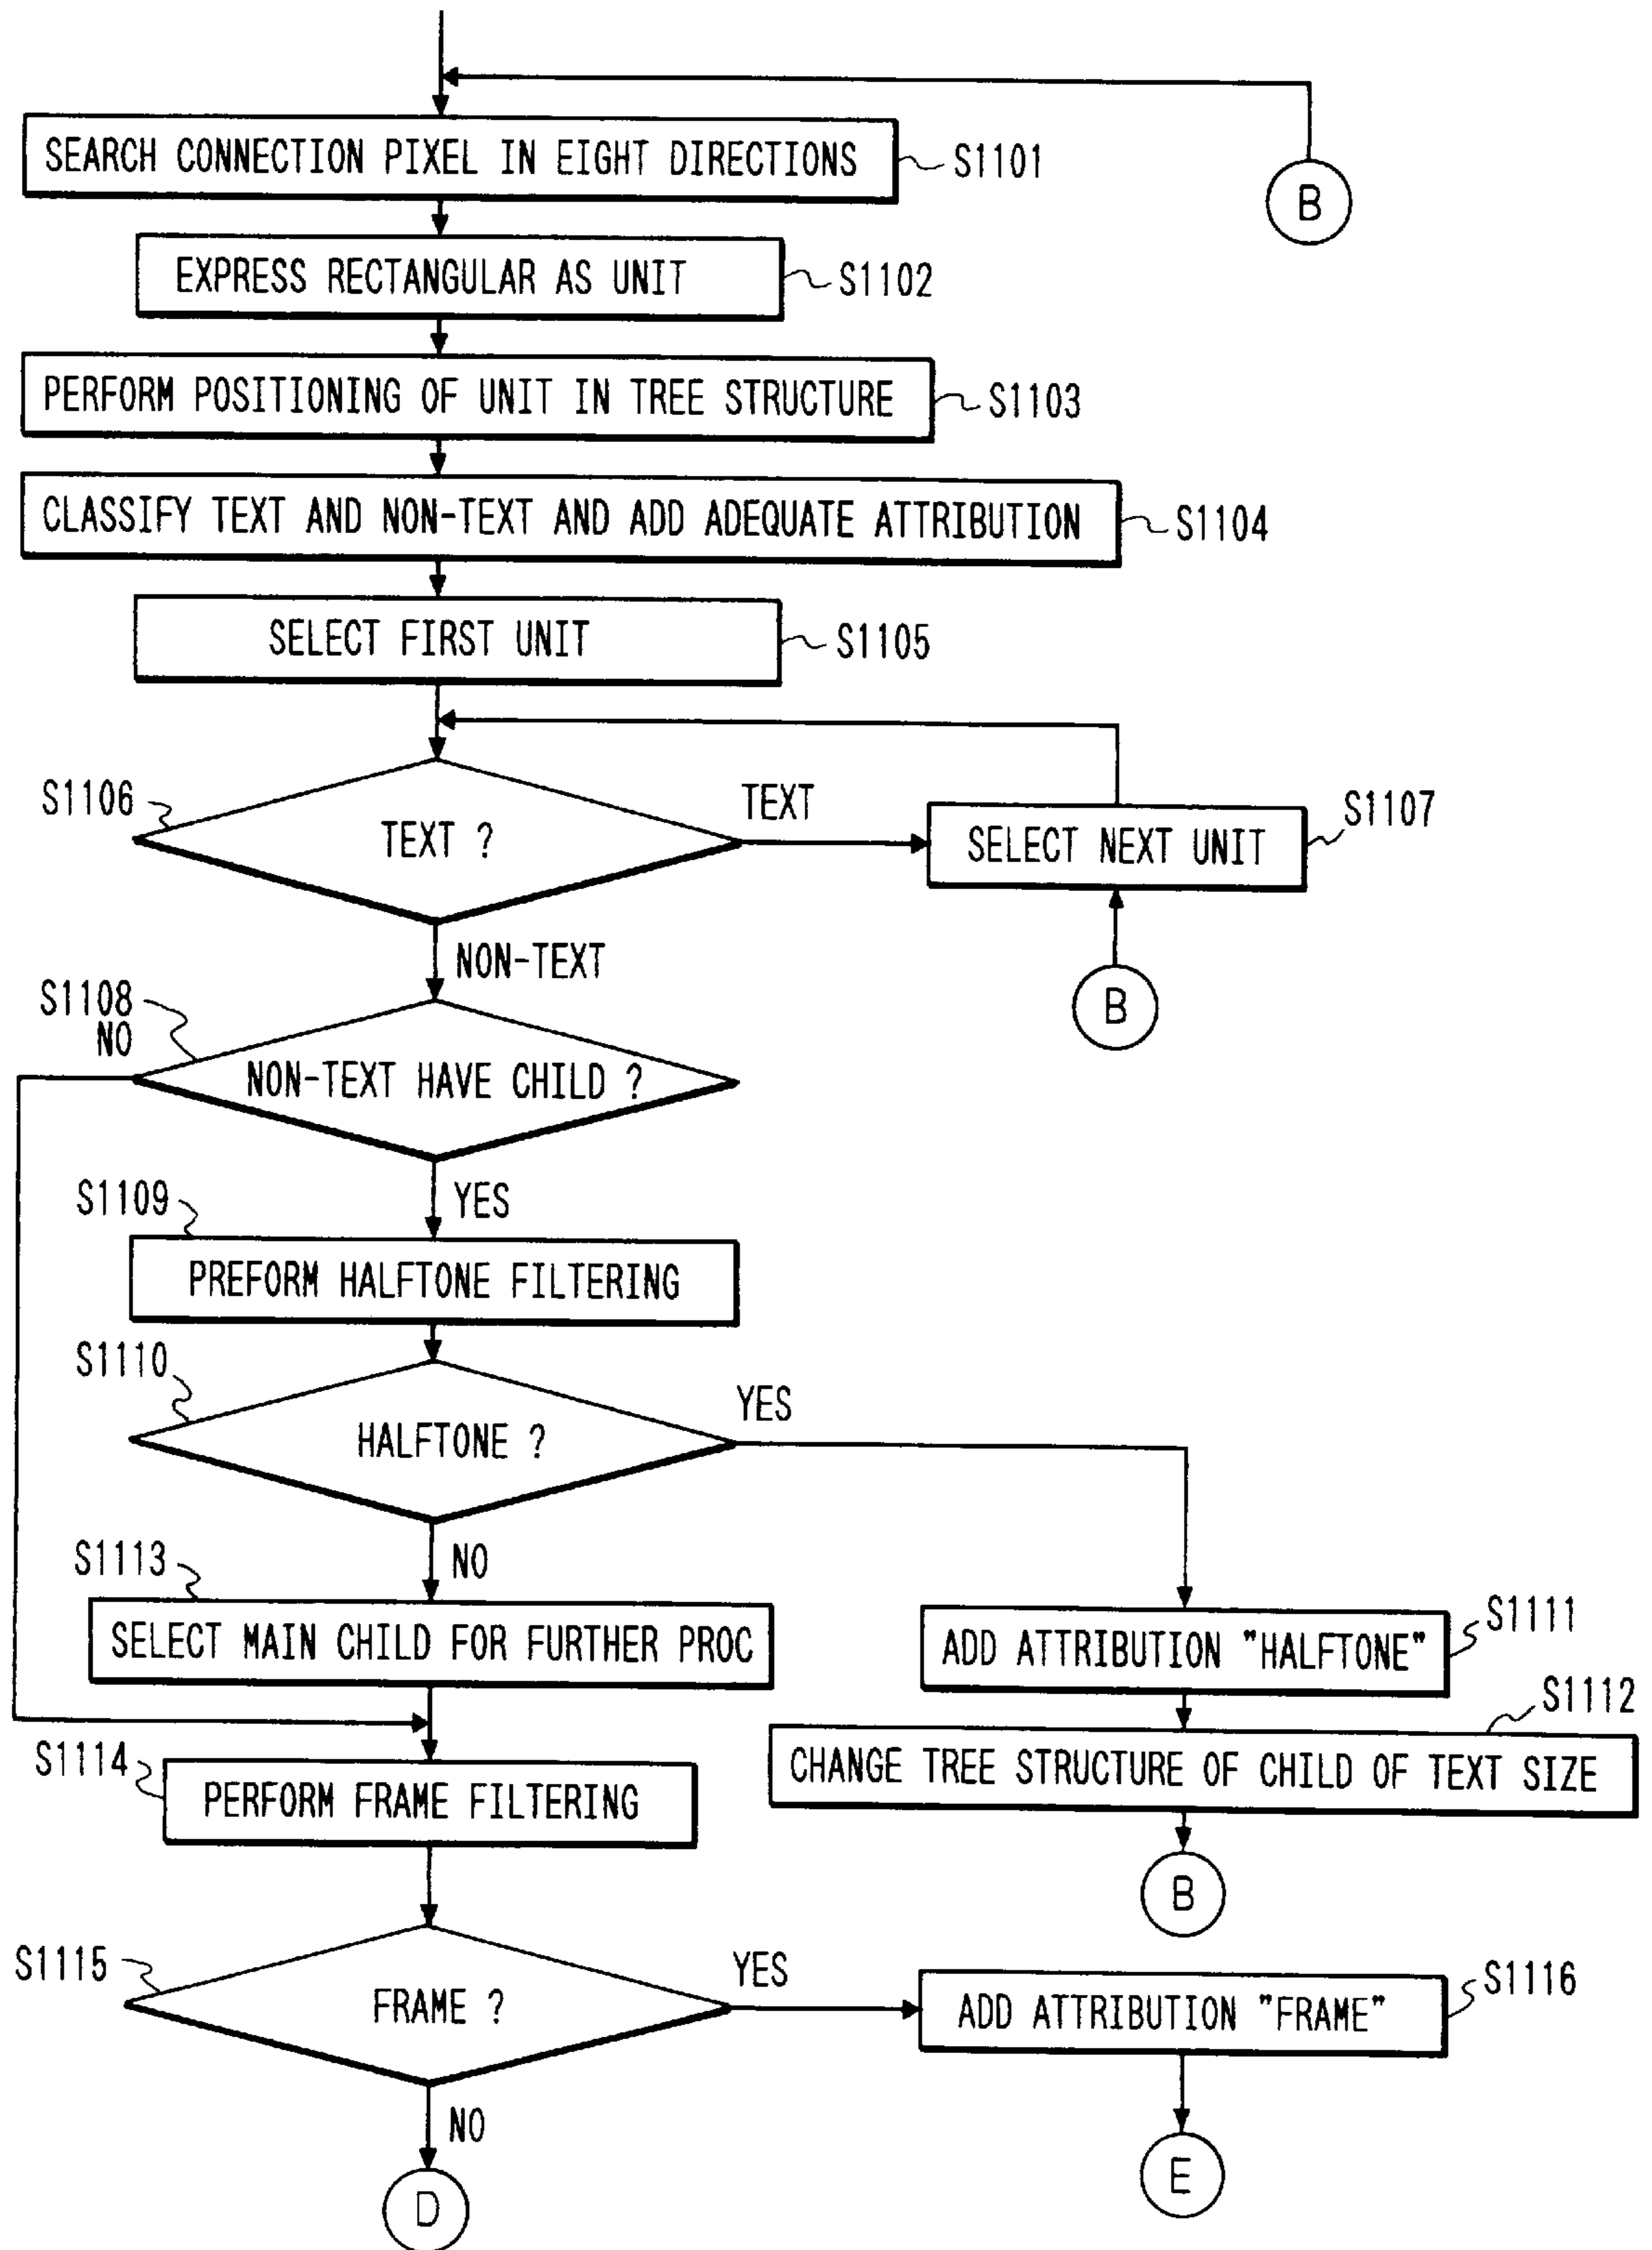 SEARCH CONNECTION PIXEL IN EIGHT DIRECTIONS
S1101
B
EXPRESS RECTANGULAR AS UNIT
S1102
PERFORM POSITIONING OF UNIT IN TREE STRUCTURE
S1103
CLASSIFY TEXT AND NON-TEXT AND ADD ADEQUATE ATTRIBUTION
S1104
SELECT FIRST UNIT
S1105
S1106
TEXT ?
TEXT
SELECT NEXT UNIT
S1107
NON-TEXT
B
S1108
NO
NON-TEXT HAVE CHILD ?
YES
S1109
PREFORM HALFTONE FILTERING
S1110
HALFTONE ?
YES
NO
S1113
SELECT MAIN CHILD FOR FURTHER PROC
ADD ATTRIBUTION "HALFTONE"
S1111
S1112
CHANGE TREE STRUCTURE OF CHILD OF TEXT SIZE
S1114
PERFORM FRAME FILTERING
B
S1115
FRAME ?
YES
ADD ATTRIBUTION "FRAME"
S1116
NO
D
E